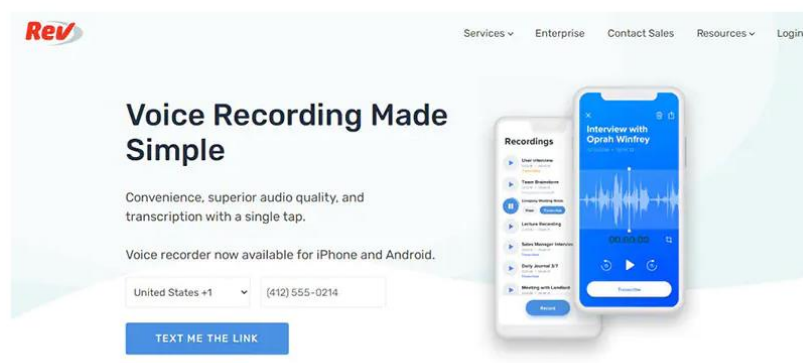 Rev
Services Enterprise Contact Sales Resources Login
Voice Recording Made
Simple
Convenience, superior audio quality, and
transcription with a single tap.
Voice recorder now available for iPhone and Android.
United States +1 (412) 555-0214
TEXT ME THE LINK
Recordings
User interview
Team Brainstorm
Company Meeting Notes
Lecture Recording
Sales Manager Interview
Daily Journal 3/7
Meeting with Landlord
Record
Interview with
Oprah Winfrey
00:00:00
Transcribe